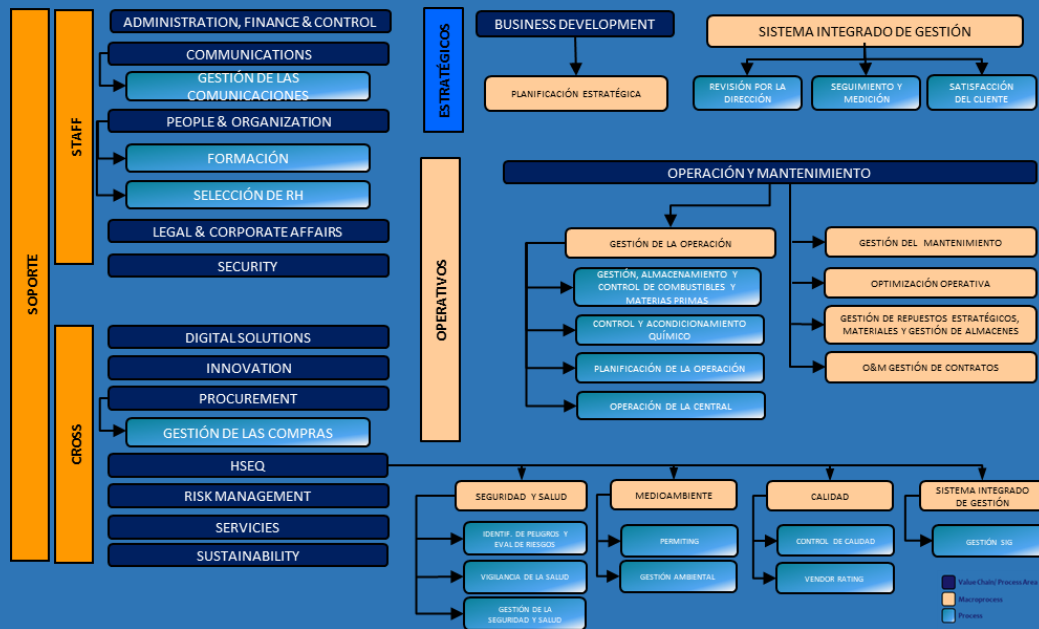 SOPORTE
STAFF
ADMINISTRATION, FINANCE & CONTROL
COMMUNICATIONS
GESTIÓN DE LAS
COMUNICACIONES
PEOPLE & ORGANIZATION
FORMACIÓN
SELECCIÓN DE RH
LEGAL & CORPORATE AFFAIRS
SECURITY
CROSS
DIGITAL SOLUTIONS
INNOVATION
PROCUREMENT
GESTIÓN DE LAS COMPRAS
HSEQ
RISK MANAGEMENT
SERVICIES
SUSTAINABILITY
ESTRATÉGICOS
BUSINESS DEVELOPMENT
PLANIFICACIÓN ESTRATÉGICA
SISTEMA INTEGRADO DE GESTIÓN
REVISIÓN POR LA
DIRECCIÓN
SEGUIMIENTO Y
MEDICIÓN
SATISFACCIÓN
DEL CLIENTE
OPERATIVOS
OPERACIÓN Y MANTENIMIENTO
GESTIÓN DE LA OPERACIÓN
GESTIÓN, ALMACENAMIENTO Y
CONTROL DE COMBUSTIBLES Y
MATERIAS PRIMAS
CONTROL Y ACONDICIONAMIENTO
QUÍMICO
PLANIFICACIÓN DE LA OPERACIÓN
OPERACIÓN DE LA CENTRAL
GESTIÓN DEL MANTENIMIENTO
OPTIMIZACIÓN OPERATIVA
GESTIÓN DE REPUESTOS ESTRATÉGICOS,
MATERIALES Y GESTIÓN DE ALMACENES
O&M GESTIÓN DE CONTRATOS
SEGURIDAD Y SALUD
IDENTIF. DE PELIGROS Y
EVAL DE RIESGOS
VIGILANCIA DE LA SALUD
GESTIÓN DE LA
SEGURIDAD Y SALUD
MEDIOAMBIENTE
PERMITING
GESTIÓN AMBIENTAL
CALIDAD
CONTROL DE CALIDAD
VENDOR RATING
SISTEMA INTEGRADO
DE GESTIÓN
GESTIÓN SIG
Value Chain/ Process Area
Macroprocess
Process